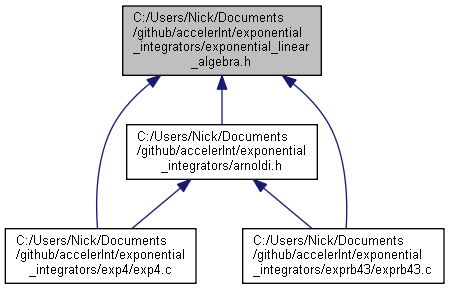 C:/Users/Nick/Documents
/github/accelerInt/exponential
_integrators/exponential_linear
_algebra.h
C:/Users/Nick/Documents
/github/accelerInt/exponential
_integrators/arnoldi.h
C:/Users/Nick/Documents
/github/accelerInt/exponential
_integrators/exp4/exp4.c
C:/Users/Nick/Documents
/github/accelerInt/exponential
_integrators/exprb43/exprb43.c